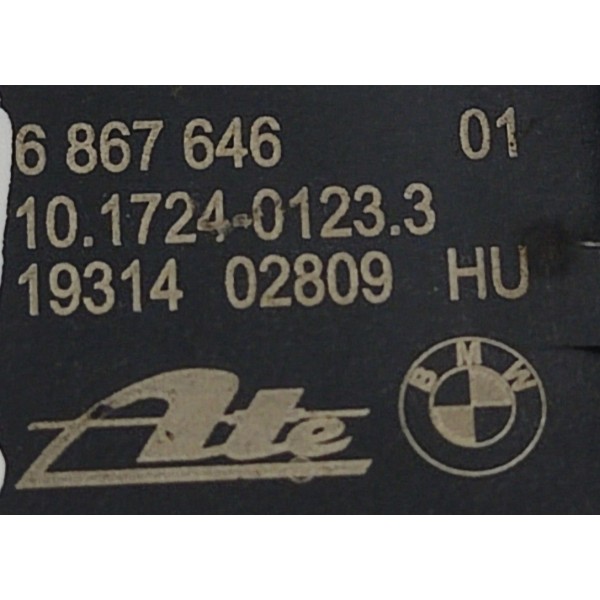 6 867 646 01
10.1724-0123.3
19314 02809 HU
Ate
BMW